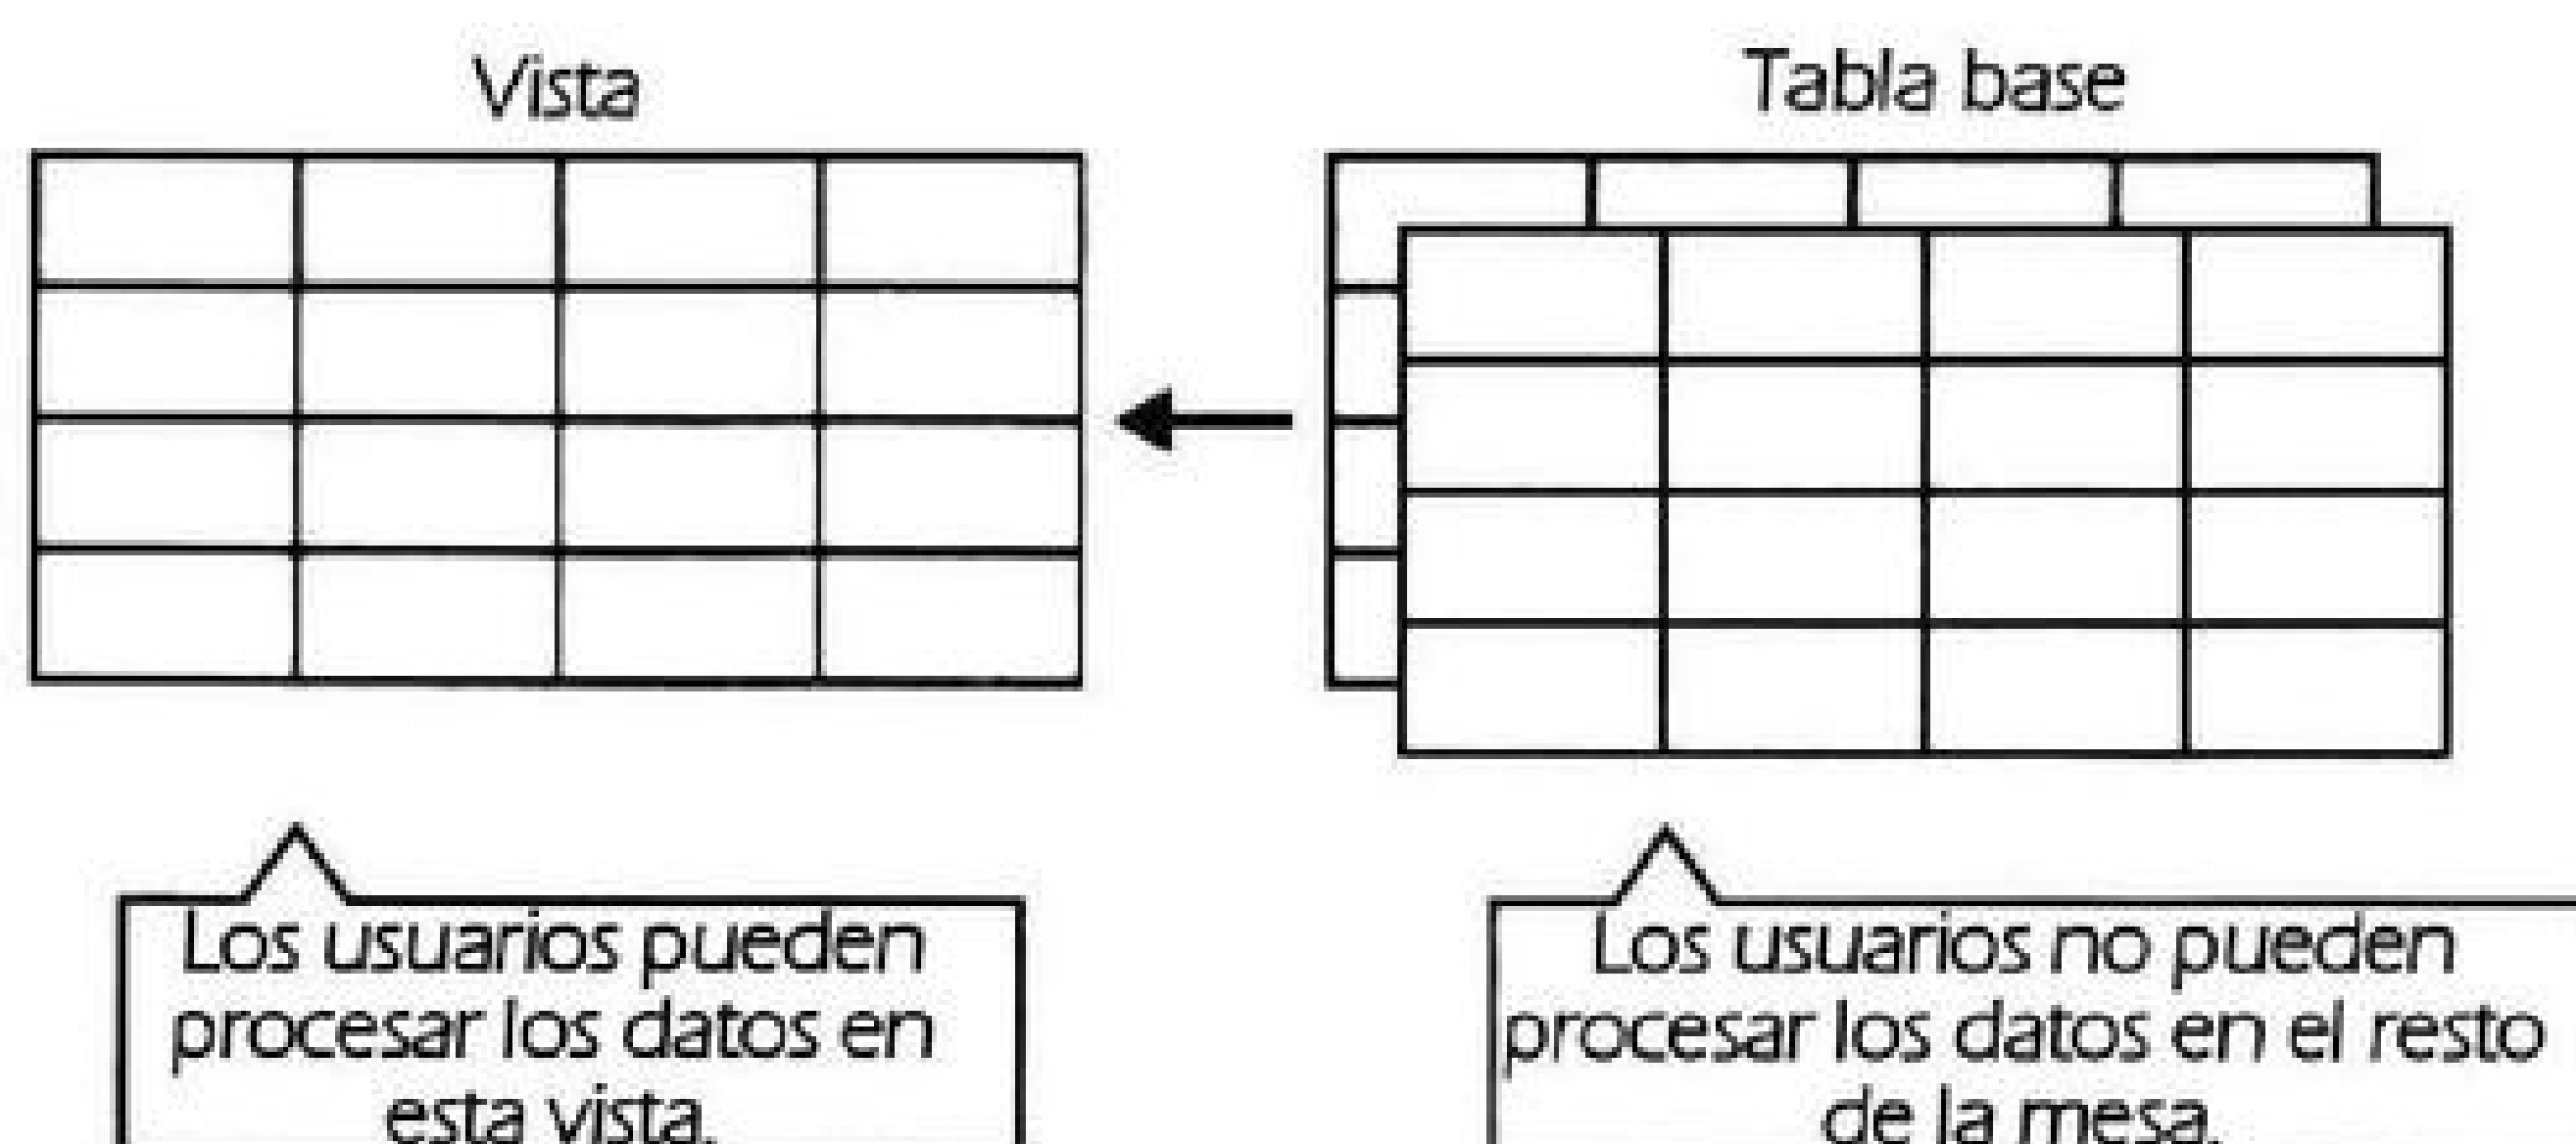 Vista
Tabla base
Los usuarios pueden
procesar los datos en
esta vista.
Los usuarios no pueden
procesar los datos en el resto
de la mesa.